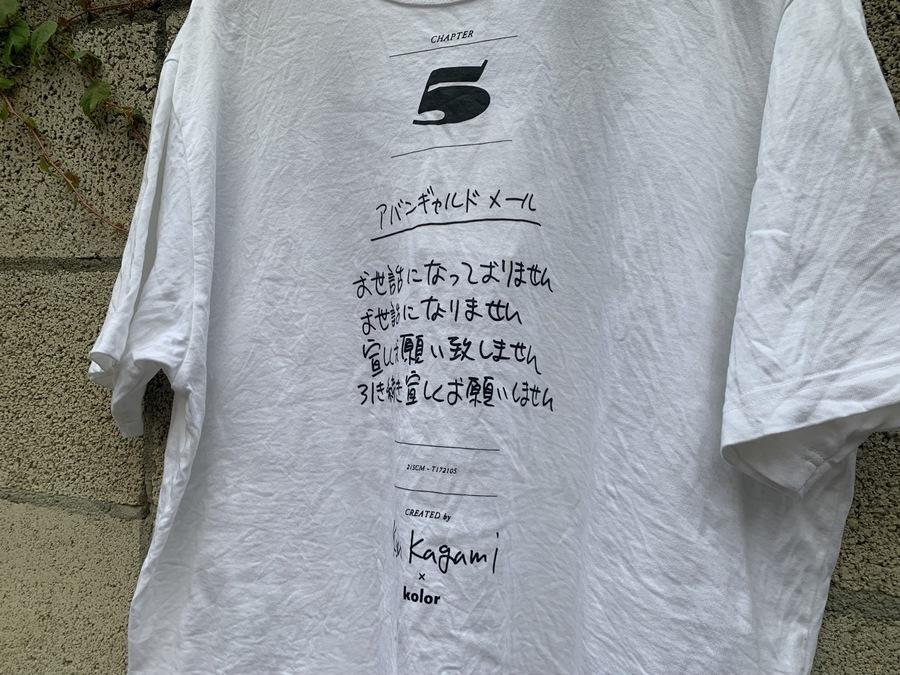 CHAPTER
5
アバンギャルド メール
お世話になっておりません
お世話になりません
宣しくお願い致しません
引き続き宣しくお願いしません
21SCM - T172105
CREATED by
Kagami
×
kolor